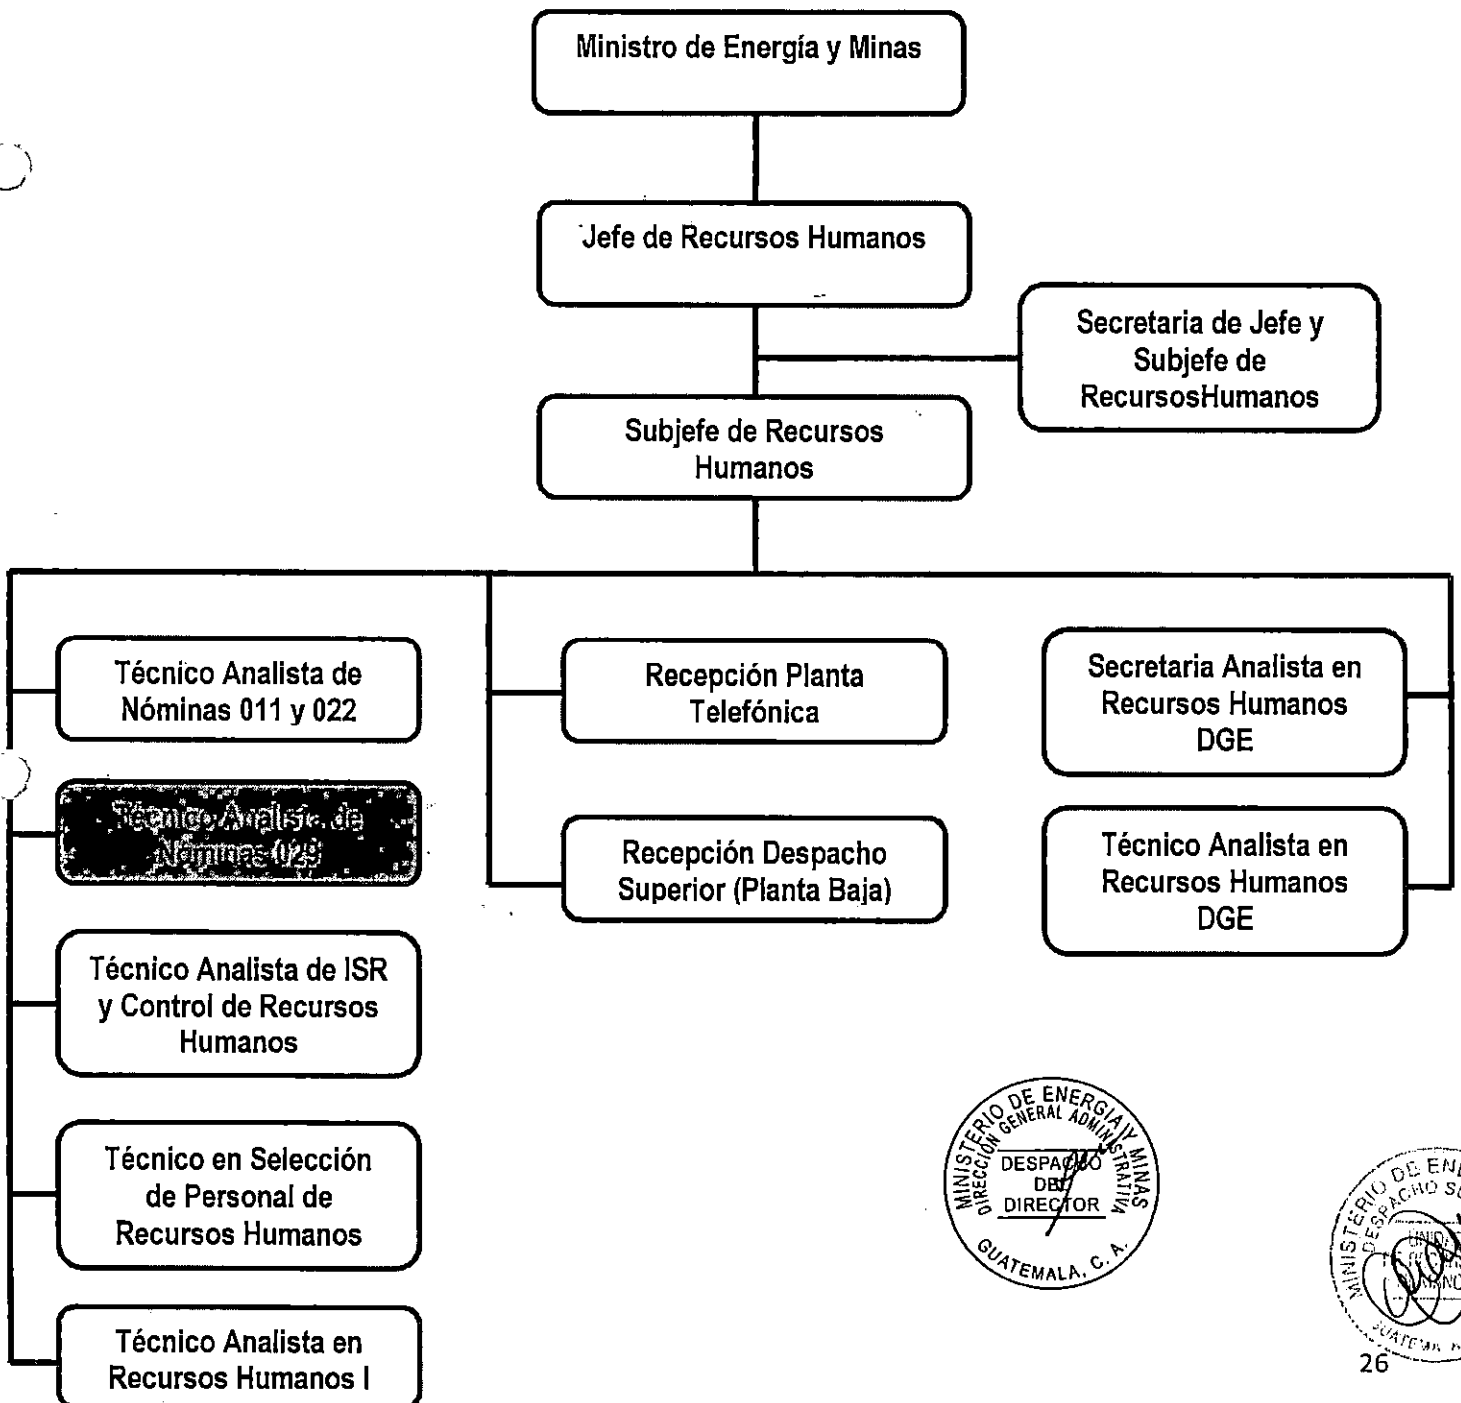 Ministro de Energía y Minas
Jefe de Recursos Humanos
Secretaria de Jefe y
Subjefe de
RecursosHumanos
Subjefe de Recursos
Humanos
Técnico Analista de
Nóminas 011 y 022
Técnico Analista de
Nóminas 029
Técnico Analista de ISR
y Control de Recursos
Humanos
Técnico en Selección
de Personal de
Recursos Humanos
Técnico Analista en
Recursos Humanos I
Recepción Planta
Telefónica
Recepción Despacho
Superior (Planta Baja)
Secretaria Analista en
Recursos Humanos
DGE
Técnico Analista en
Recursos Humanos
DGE
MINISTERIO DE ENERGIA Y MINAS
DIRECCIÓN GENERAL ADMINISTRATIVA
DESPACHO
DEL
DIRECTOR
GUATEMALA, C. A.
MINISTERIO DE
DESPACHO
26